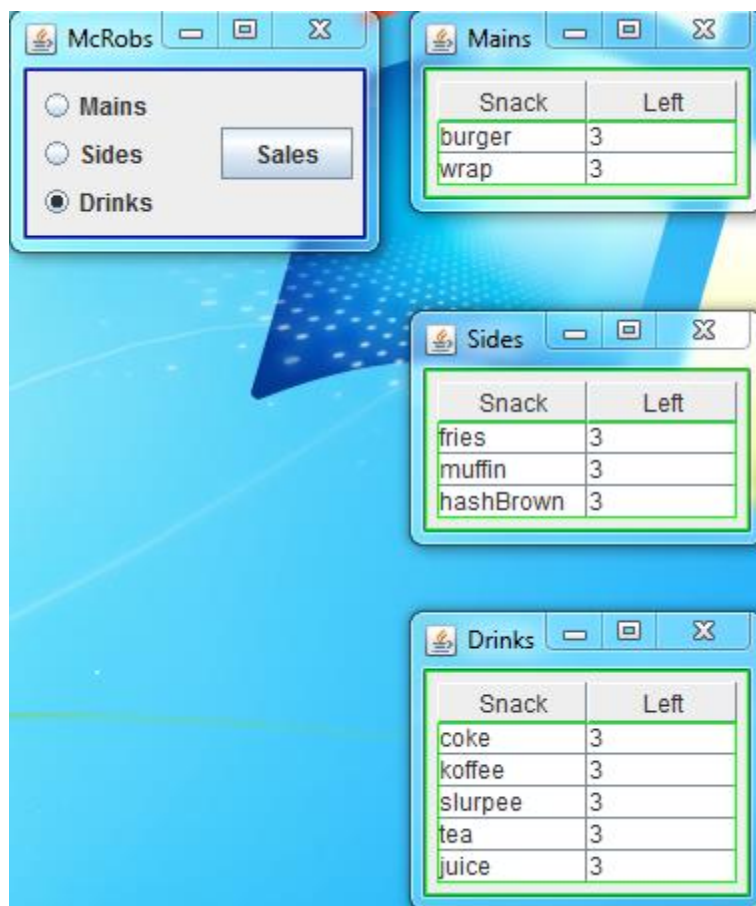 McRobs
Mains
Sides
Sales
Drinks
Mains
Snack Left
burger 3
wrap 3
Sides
Snack Left
fries 3
muffin 3
hashBrown 3
Drinks
Snack Left
coke 3
koffee 3
slurpee 3
tea 3
juice 3